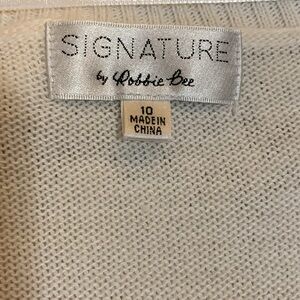 SIGNATURE
by Robbie Bee
10
MADE IN
CHINA